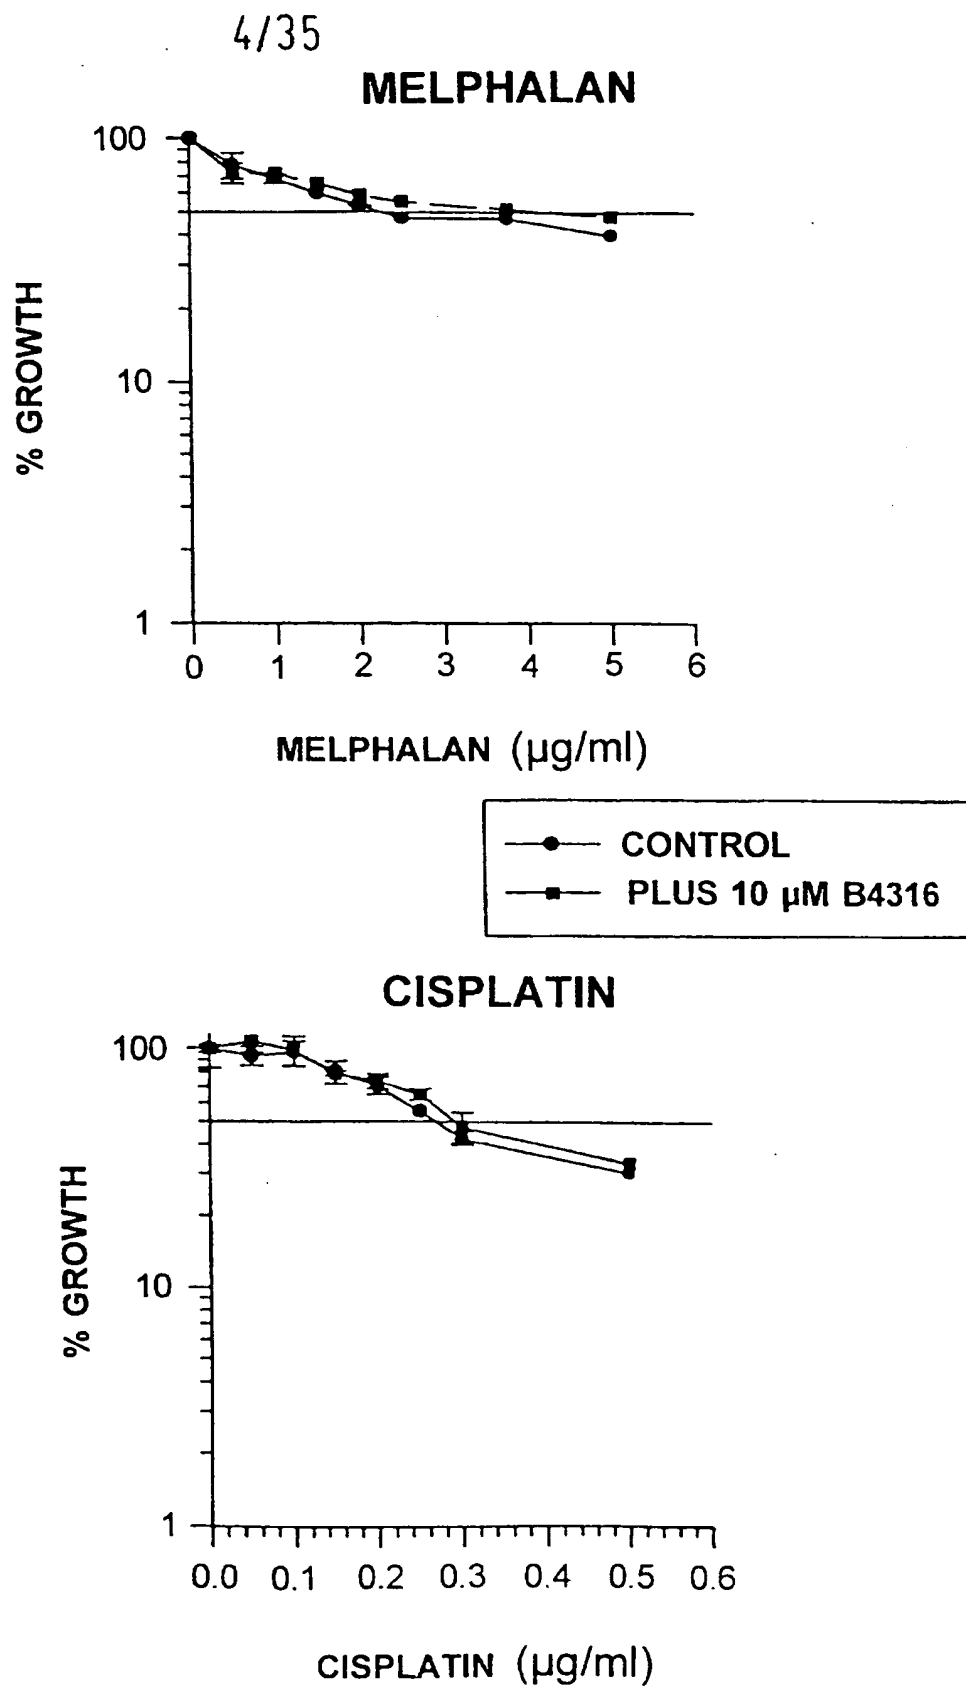 4/35
MELPHALAN
100
10
1
% GROWTH
0 1 2 3 4 5 6
MELPHALAN (µg/ml)
CONTROL
PLUS 10 µM B4316
CISPLATIN
100
10
1
% GROWTH
0.0 0.1 0.2 0.3 0.4 0.5 0.6
CISPLATIN (µg/ml)